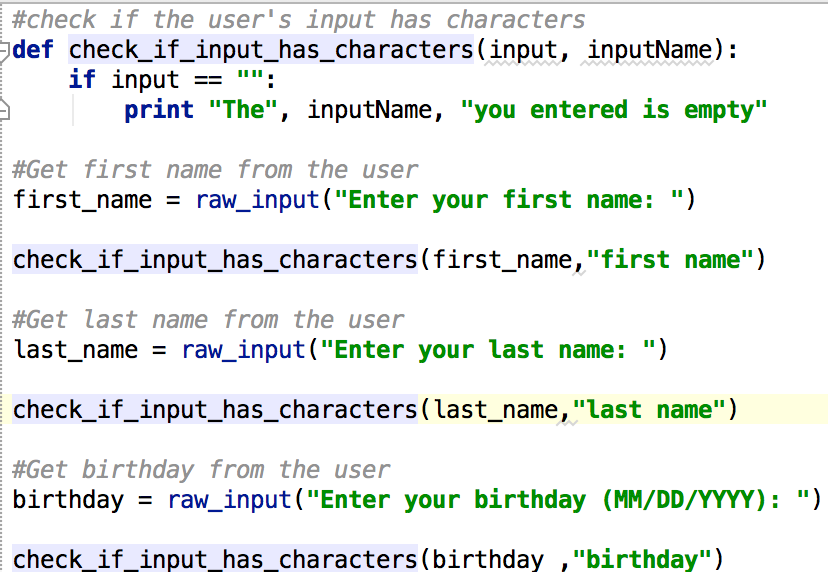 #check if the user's input has characters
def check_if_input_has_characters(input, inputName):
    if input == "":
        print "The", inputName, "you entered is empty"
#Get first name from the user
first_name = raw_input("Enter your first name: ")
check_if_input_has_characters(first_name,"first name")
#Get last name from the user
last_name = raw_input("Enter your last name: ")
check_if_input_has_characters(last_name,"last name")
#Get birthday from the user
birthday = raw_input("Enter your birthday (MM/DD/YYYY): ")
check_if_input_has_characters(birthday ,"birthday")